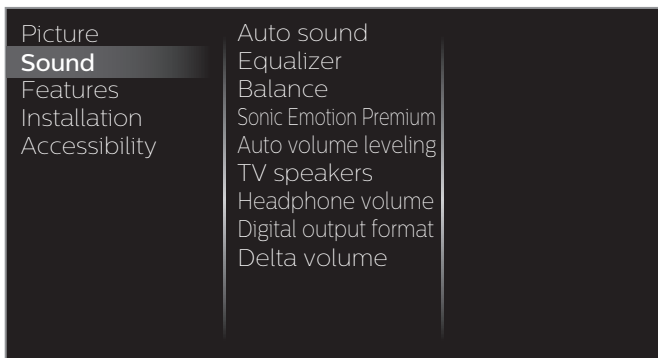 Picture
Sound
Features
Installation
Accessibility
Auto sound
Equalizer
Balance
Sonic Emotion Premium
Auto volume leveling
TV speakers
Headphone volume
Digital output format
Delta volume